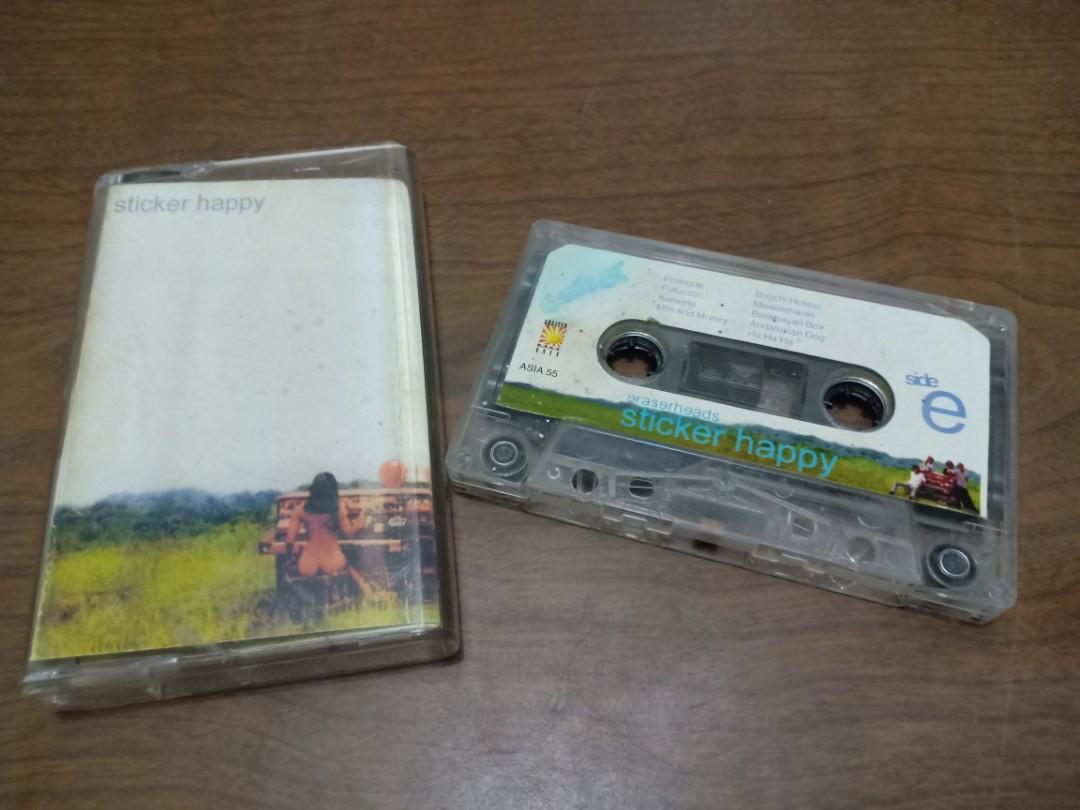 sticker happy
Prologue
Futuristic
Kaliwete
Milk and Money
Bogchi Hokbu
Maalalahanin
Balikbayan Box
Andalusian Dog
Ha Ha Ha
ASIA 55
side
e
eraserheads
sticker happy